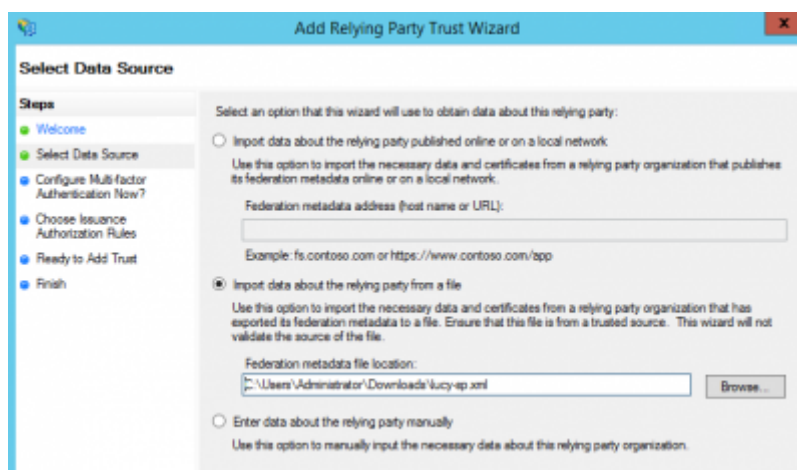 Add Relying Party Trust Wizard
x
Select Data Source
Steps
Welcome
Select Data Source
Configure Multi-factor
Authentication Now?
Choose Issuance
Authorization Rules
Ready to Add Trust
Finish
Select an option that this wizard will use to obtain data about this relying party:
Import data about the relying party published online or on a local network
Use this option to import the necessary data and certificates from a relying party organization that publishes
its federation metadata online or on a local network.
Federation metadata address (host name or URL):
Example: fs.contoso.com or https://www.contoso.com/app
Import data about the relying party from a file
Use this option to import the necessary data and certificates from a relying party organization that has
exported its federation metadata to a file. Ensure that this file is from a trusted source. This wizard will not
validate the source of the file.
Federation metadata file location:
C:\Users\Administrator\Downloads\lucy-sp.xml
Browse...
Enter data about the relying party manually
Use this option to manually input the necessary data about this relying party organization.